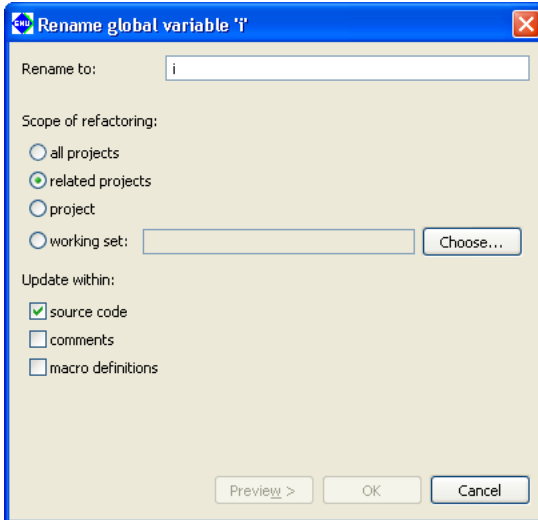 GNU Rename global variable 'i'
Rename to: i
Scope of refactoring:
all projects
related projects
project
working set: Choose...
Update within:
source code
comments
macro definitions
Preview > OK Cancel